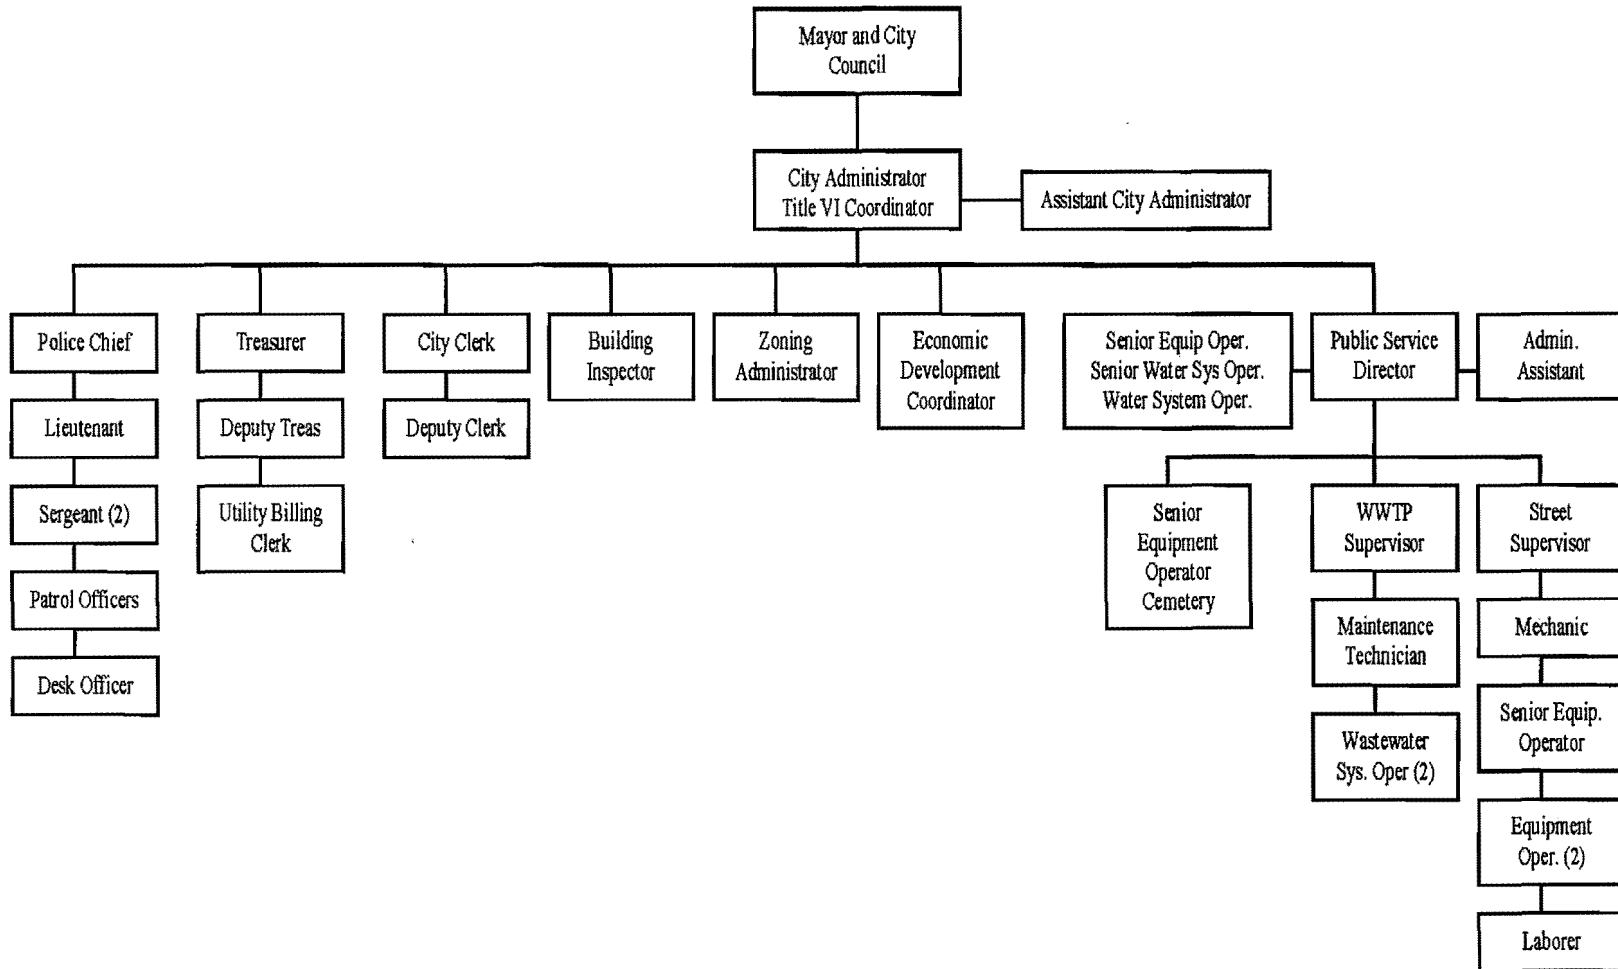 Mayor and City
Council
City Administrator
Title VI Coordinator
Assistant City Administrator
Police Chief
Treasurer
City Clerk
Building
Inspector
Zoning
Administrator
Economic
Development
Coordinator
Senior Equip Oper.
Senior Water Sys Oper.
Water System Oper.
Public Service
Director
Admin.
Assistant
Lieutenant
Deputy Treas
Deputy Clerk
Sergeant (2)
Utility Billing
Clerk
Senior
Equipment
Operator
Cemetery
WWTP
Supervisor
Street
Supervisor
Patrol Officers
Maintenance
Technician
Mechanic
Desk Officer
Wastewater
Sys. Oper (2)
Senior Equip.
Operator
Equipment
Oper. (2)
Laborer